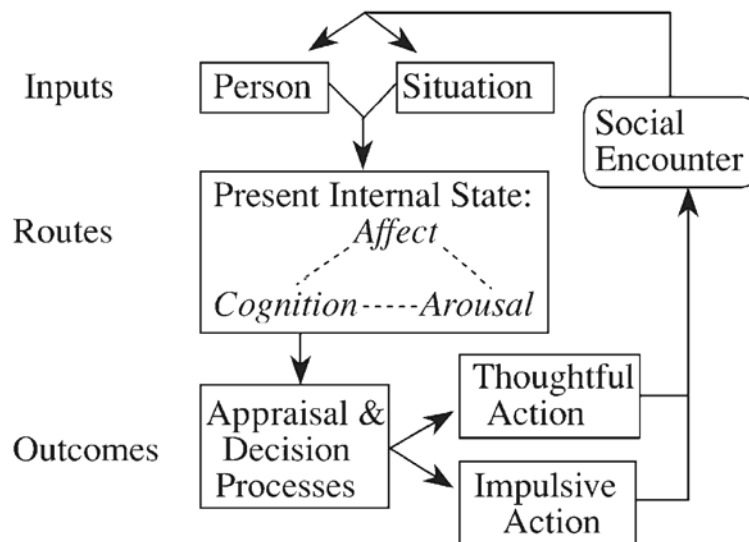 Inputs
Person
Situation
Social
Encounter
Routes
Present Internal State:
Affect
Cognition
Arousal
Outcomes
Appraisal &
Decision
Processes
Thoughtful
Action
Impulsive
Action